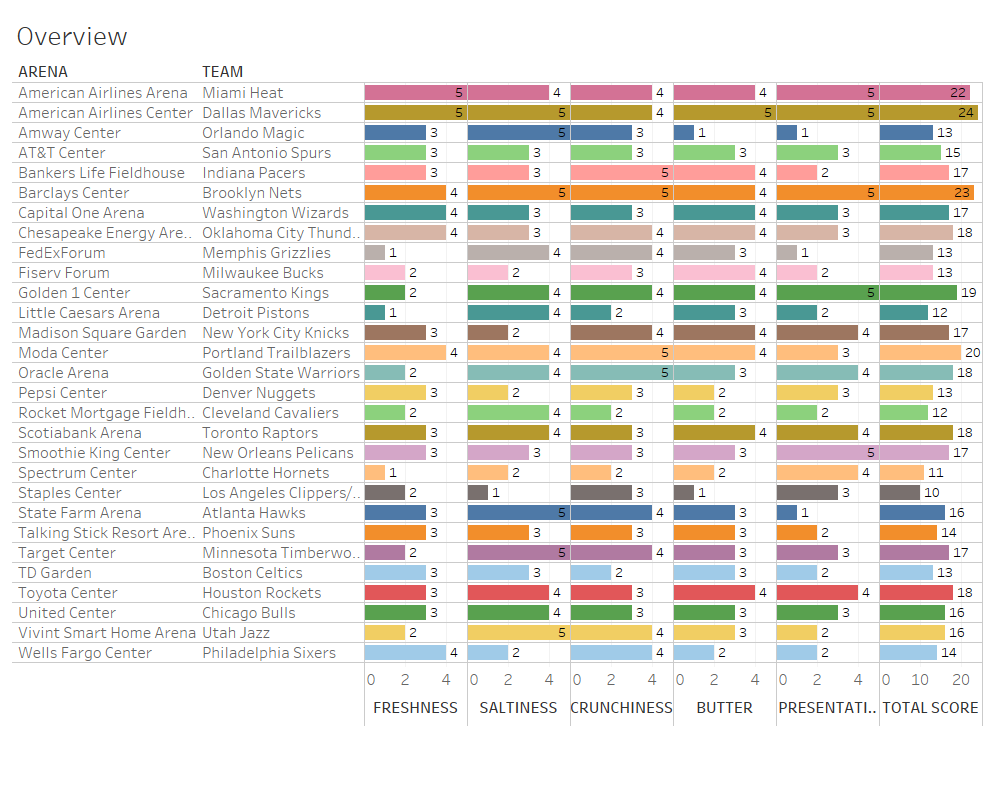 Overview
ARENA TEAM
American Airlines Arena Miami Heat 5 4 4 4 5 22
American Airlines Center Dallas Mavericks 5 5 4 5 5 24
Amway Center Orlando Magic 3 5 3 1 1 13
AT&T Center San Antonio Spurs 3 3 3 3 3 15
Bankers Life Fieldhouse Indiana Pacers 3 3 5 4 2 17
Barclays Center Brooklyn Nets 4 5 5 4 5 23
Capital One Arena Washington Wizards 4 3 3 4 3 17
Chesapeake Energy Are.. Oklahoma City Thund.. 4 3 4 4 3 18
FedExForum Memphis Grizzlies 1 4 4 3 1 13
Fiserv Forum Milwaukee Bucks 2 2 3 4 2 13
Golden 1 Center Sacramento Kings 2 4 4 4 5 19
Little Caesars Arena Detroit Pistons 1 4 2 3 2 12
Madison Square Garden New York City Knicks 3 2 4 4 4 17
Moda Center Portland Trailblazers 4 4 5 4 3 20
Oracle Arena Golden State Warriors 2 4 5 3 4 18
Pepsi Center Denver Nuggets 3 2 3 2 3 13
Rocket Mortgage Fieldh.. Cleveland Cavaliers 2 4 2 2 2 12
Scotiabank Arena Toronto Raptors 3 4 3 4 4 18
Smoothie King Center New Orleans Pelicans 3 3 3 3 5 17
Spectrum Center Charlotte Hornets 1 2 2 2 4 11
Staples Center Los Angeles Clippers/.. 2 1 3 1 3 10
State Farm Arena Atlanta Hawks 3 5 4 3 1 16
Talking Stick Resort Are.. Phoenix Suns 3 3 3 3 2 14
Target Center Minnesota Timberwo.. 2 5 4 3 3 17
TD Garden Boston Celtics 3 3 2 3 2 13
Toyota Center Houston Rockets 3 4 3 4 4 18
United Center Chicago Bulls 3 4 3 3 3 16
Vivint Smart Home Arena Utah Jazz 2 5 4 3 2 16
Wells Fargo Center Philadelphia Sixers 4 2 4 2 2 14
0 2 4 0 2 4 0 2 4 0 2 4 0 2 4 0 10 20
FRESHNESS SALTINESS CRUNCHINESS BUTTER PRESENTATI.. TOTAL SCORE